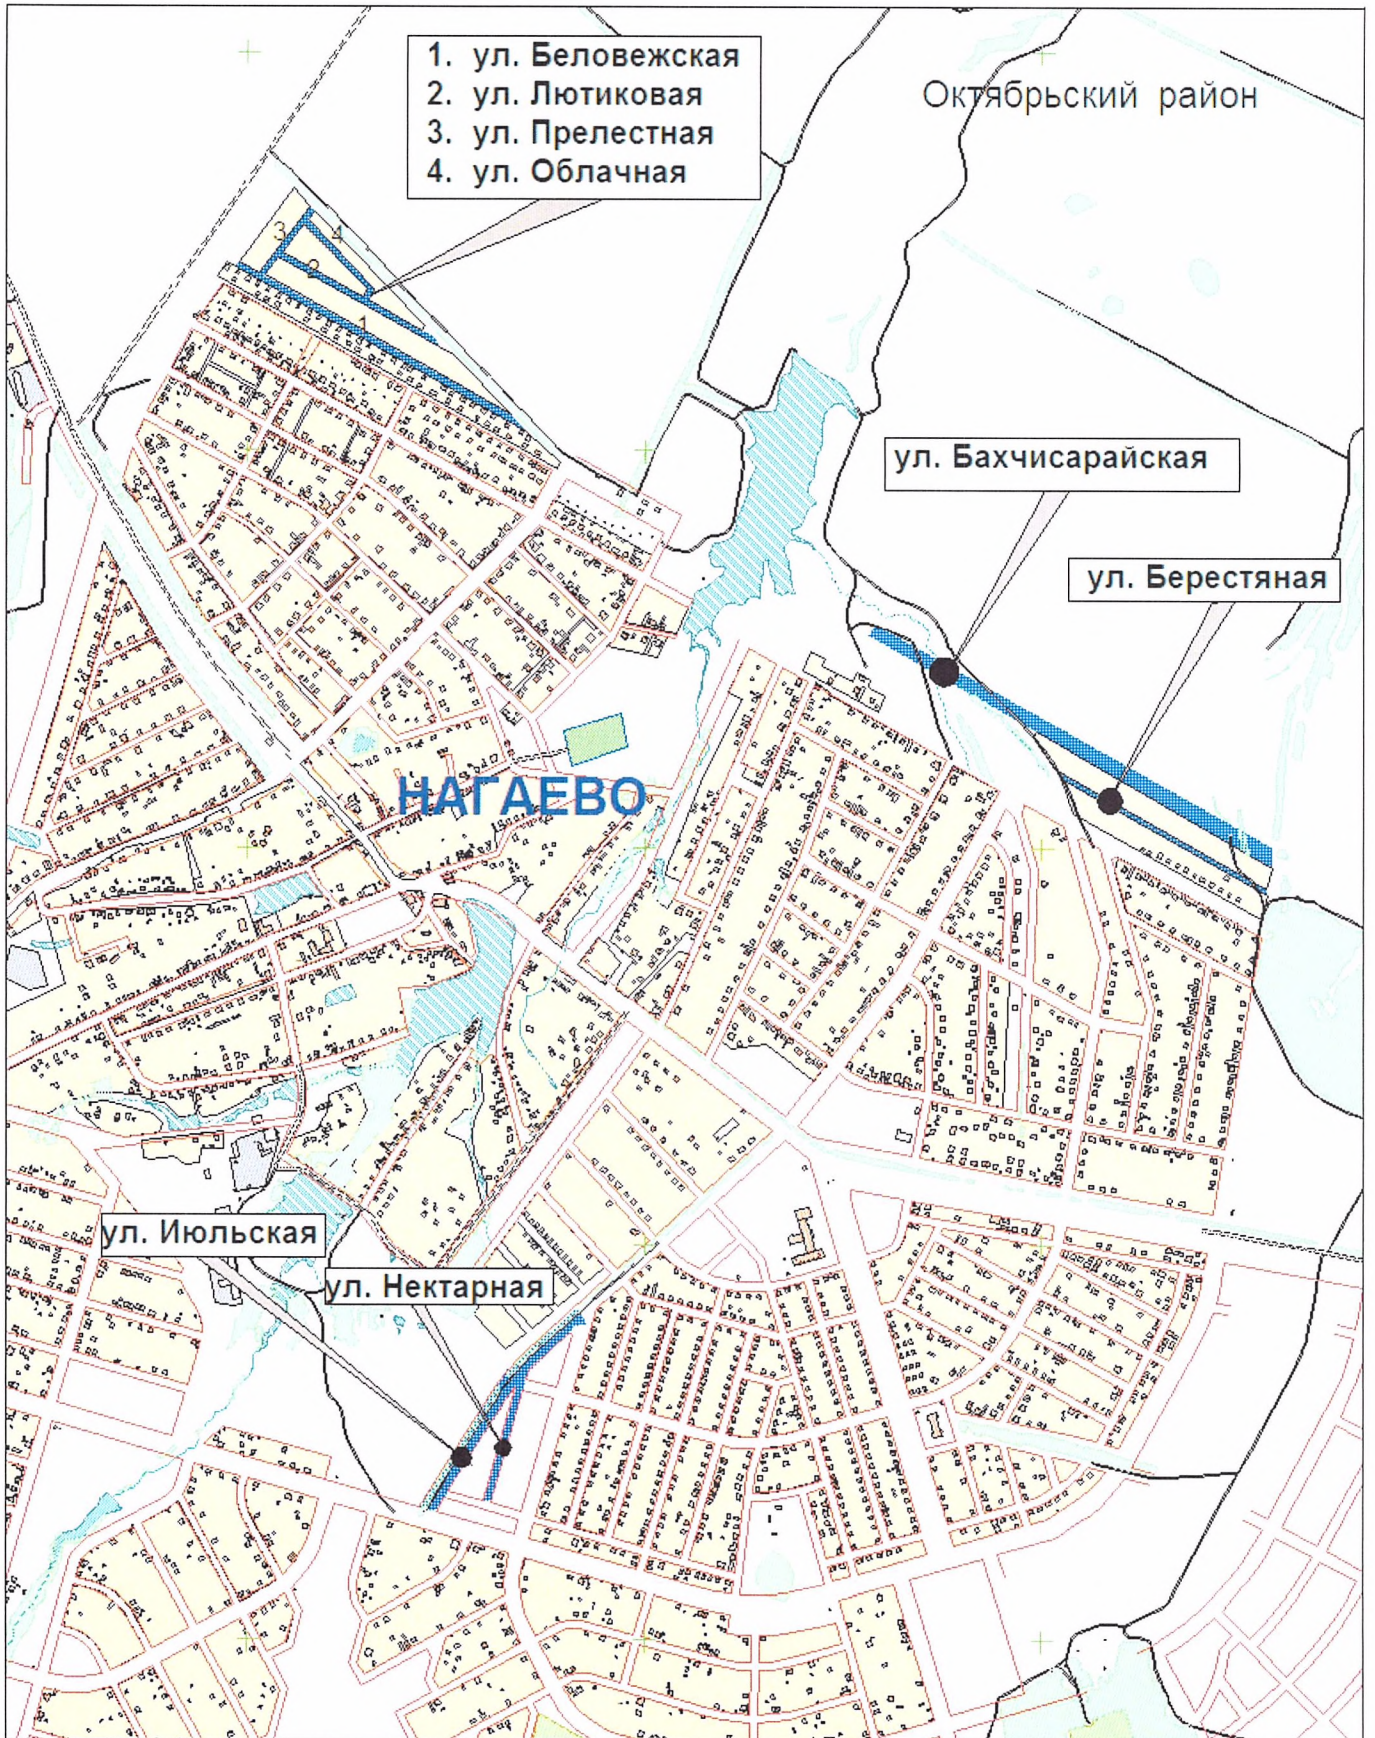 1. ул. Беловежская
2. ул. Лютиковая
3. ул. Прелестная
4. ул. Облачная
Октябрьский район
3
4
2
1
ул. Бахчисарайская
ул. Берестяная
НАГАЕВО
ул. Июльская
ул. Нектарная